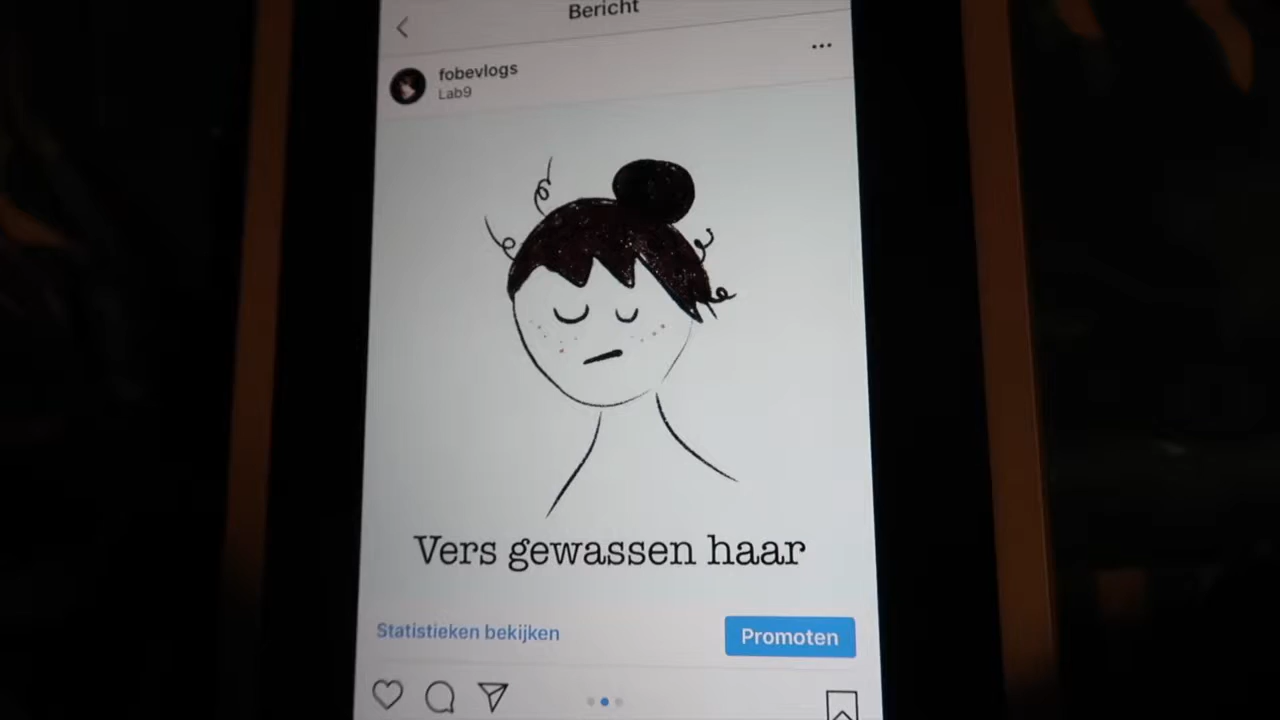 Bericht
fobevlogs
Lab9
Vers gewassen haar
Statistieken bekijken
Promoten